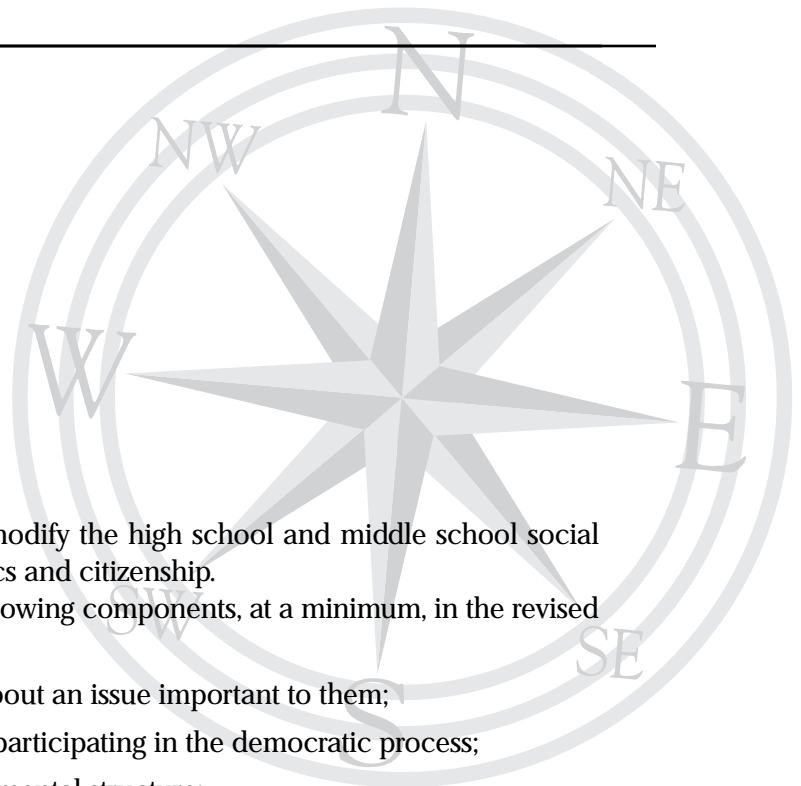 N
NW
NE
W
E
nodify the high school and middle school social
cs and citizenship.
owing components, at a minimum, in the revised
SW
SE
out an issue important to them;
S
participating in the democratic process;